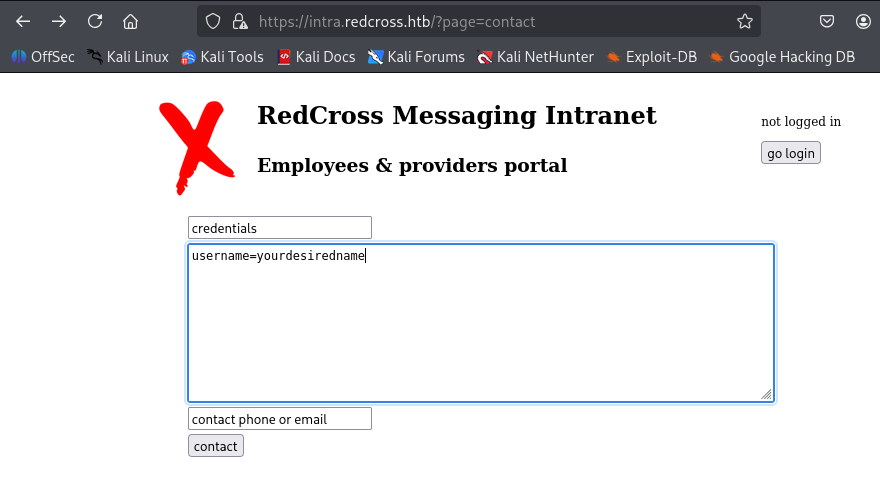 https://intra.redcross.htb/?page=contact
OffSec Kali Linux Kali Tools Kali Docs Kali Forums Kali NetHunter Exploit-DB Google Hacking DB
RedCross Messaging Intranet
not logged in
go login
Employees & providers portal
credentials
username=yourdesiredname
contact phone or email
contact